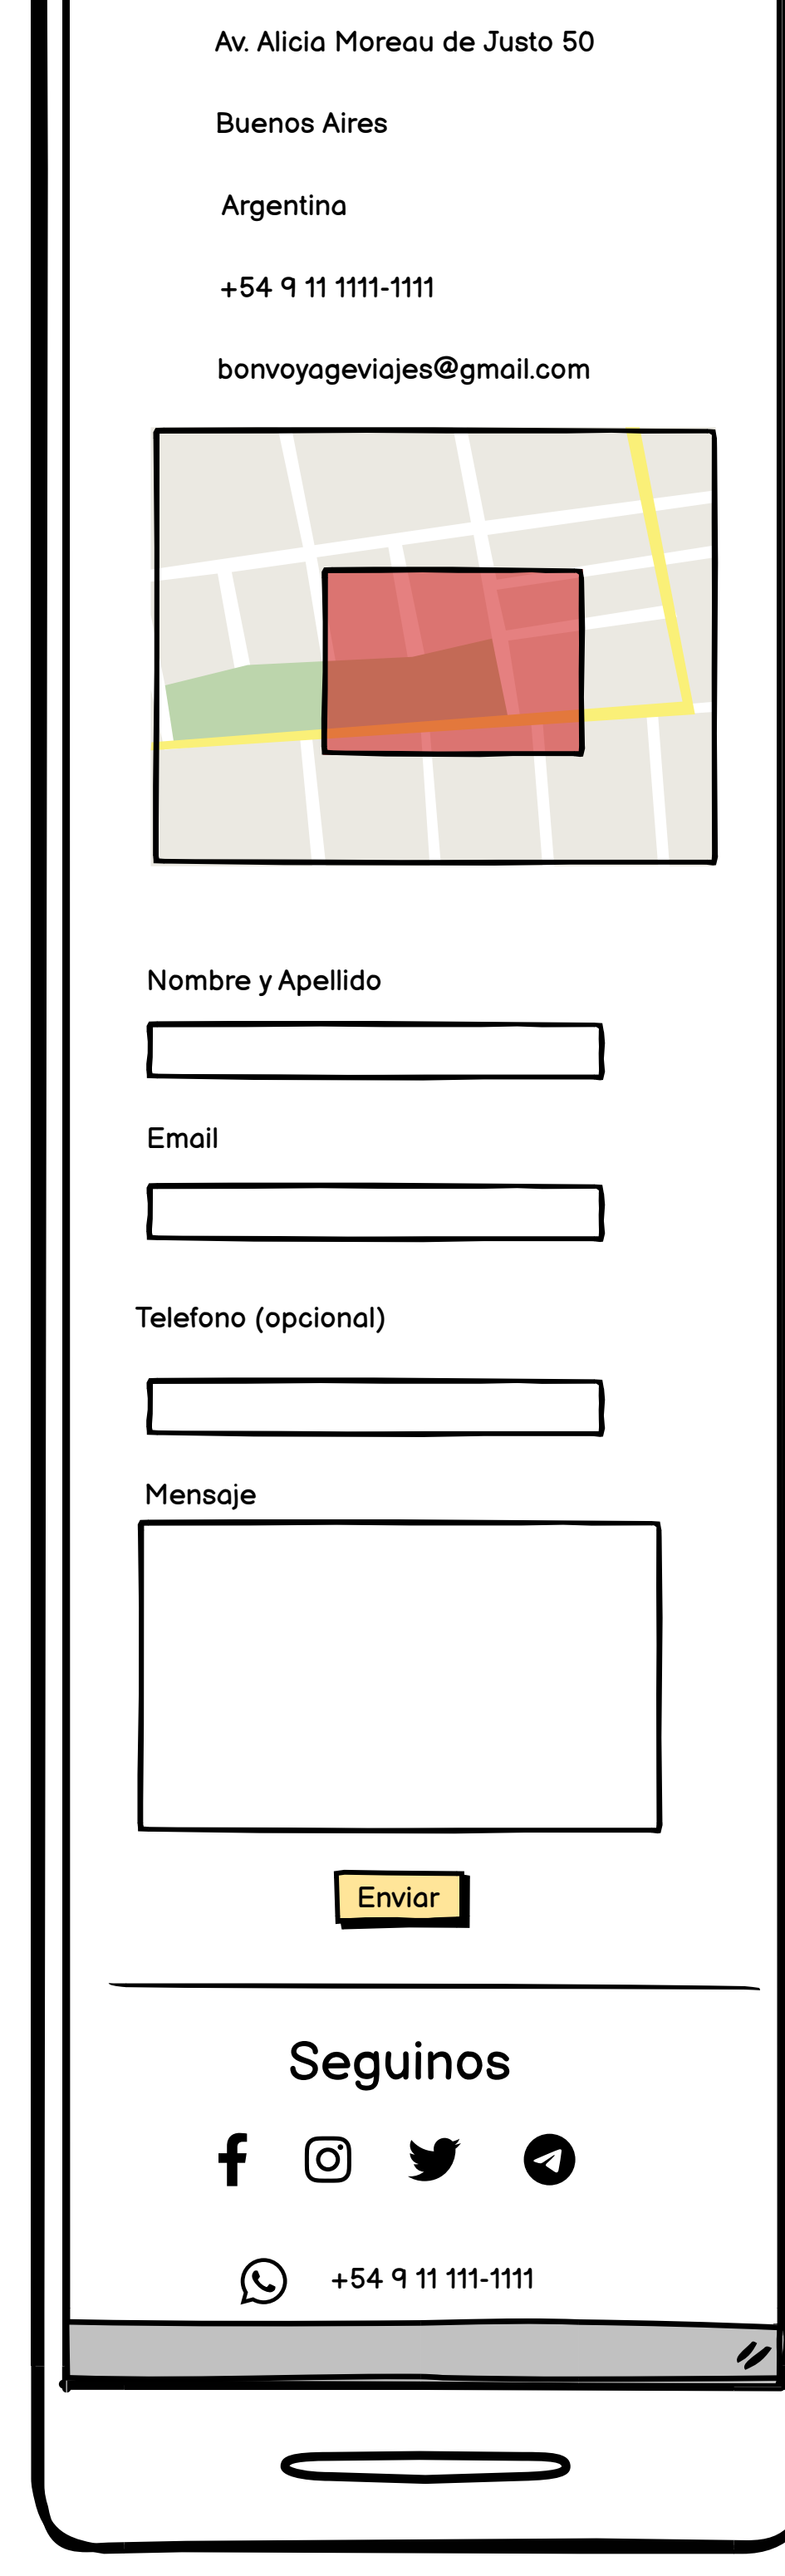 Av. Alicia Moreau de Justo 50
Buenos Aires
Argentina
+54 9 11 1111-1111
bonvoyageviajes@gmail.com
Nombre y Apellido
Email
Telefono (opcional)
Mensaje
Enviar
Seguinos
+54 9 11 111-1111